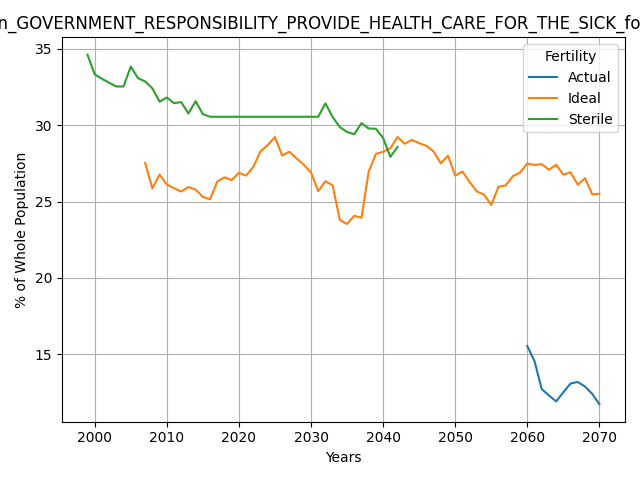 n_GOVERNMENT_RESPONSIBILITY_PROVIDE_HEALTH_CARE_FOR_THE_SICK_fo
Fertility
Actual
Ideal
Sterile
% of Whole Population
35
30
25
20
15
2000 2010 2020 2030 2040 2050 2060 2070
Years